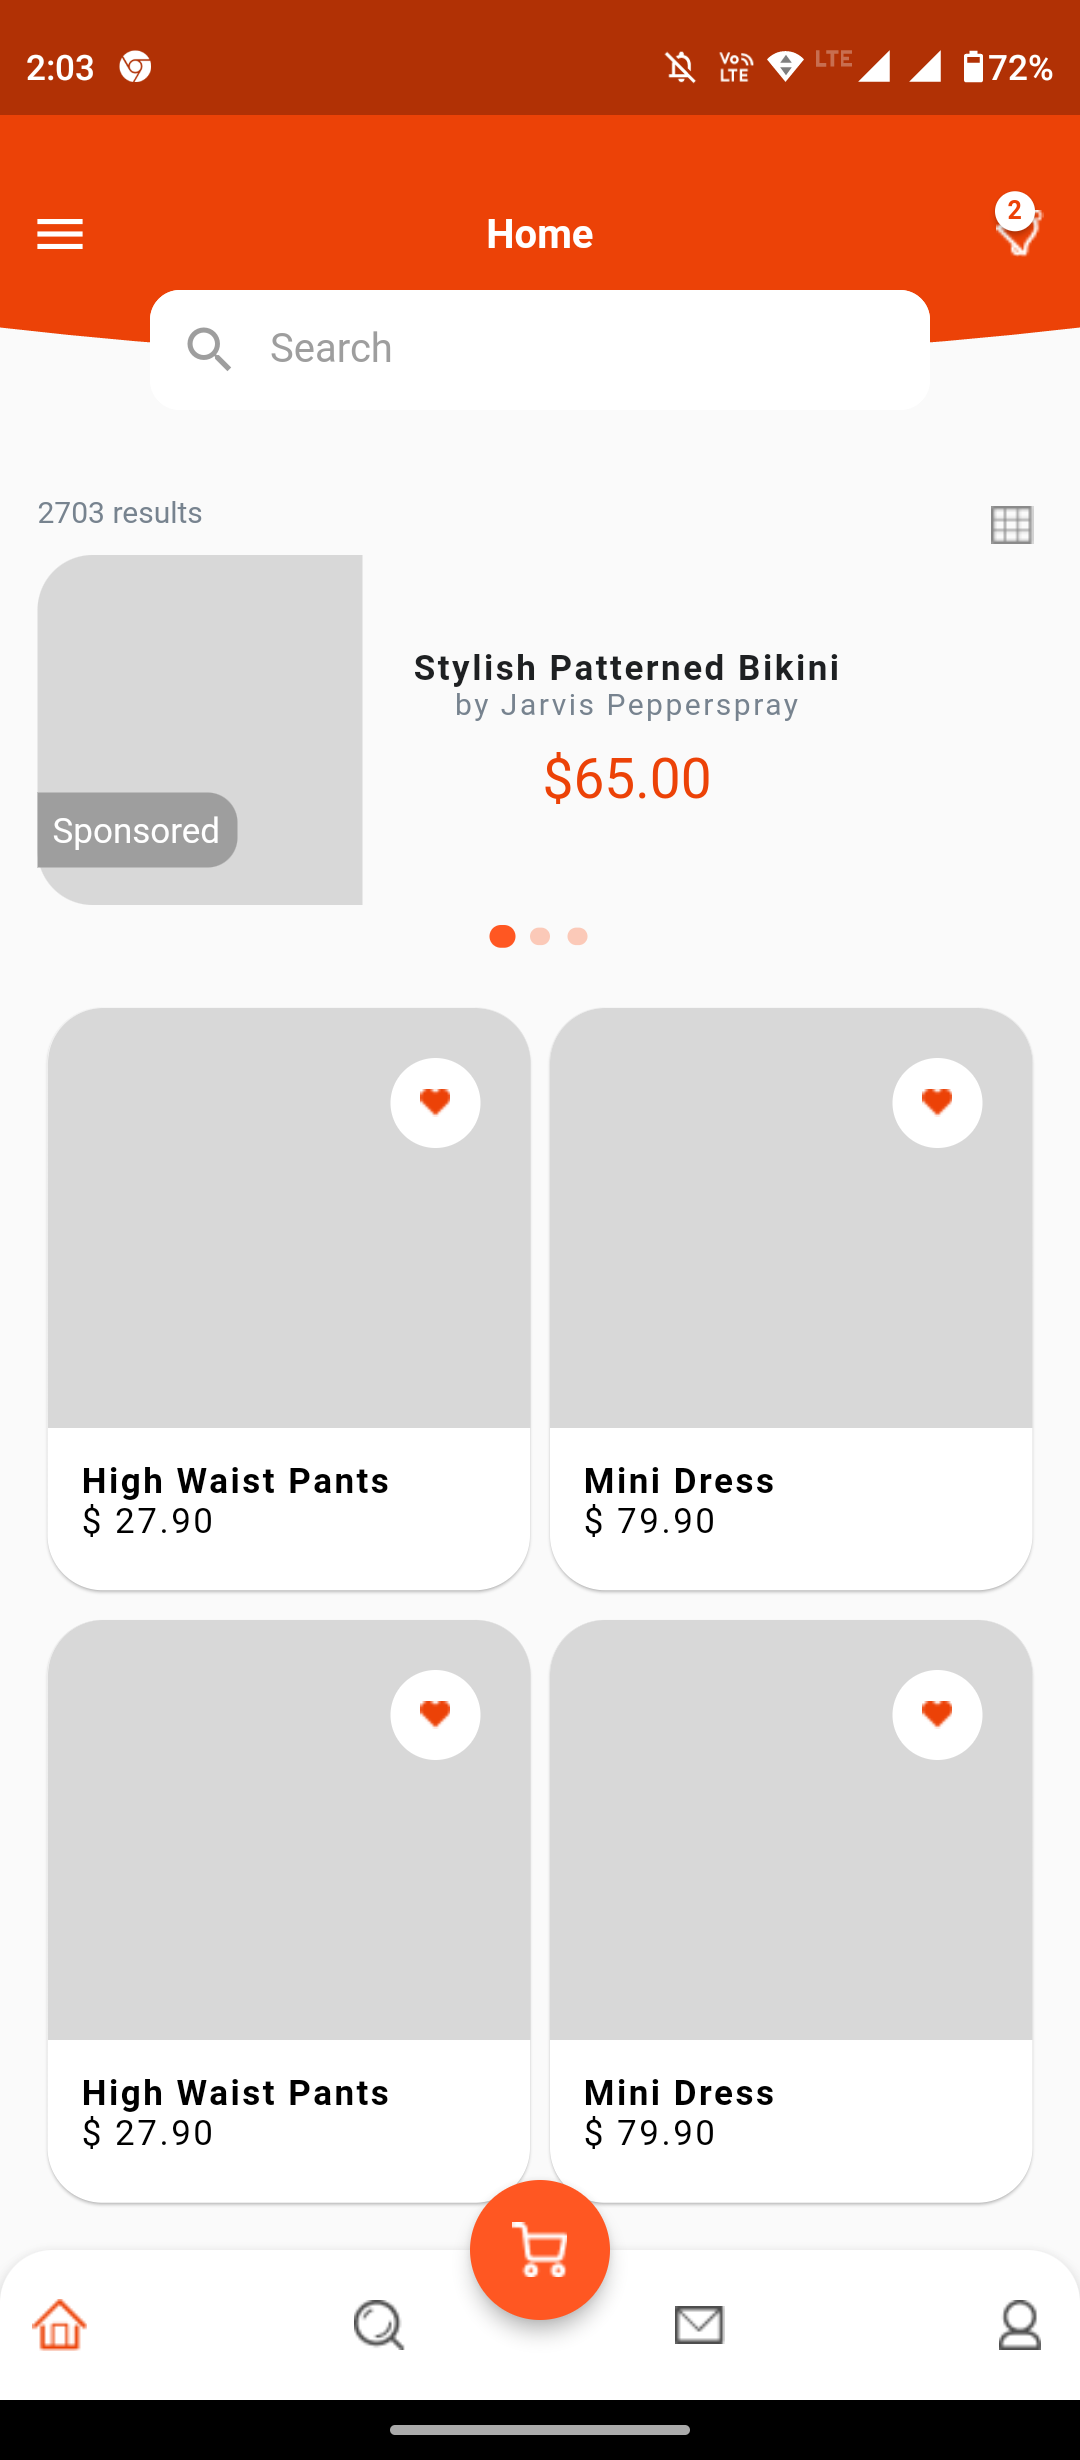 2:03
Vo LTE
LTE
72%
Home
2
Search
2703 results
Stylish Patterned Bikini
by Jarvis Pepperspray
$65.00
Sponsored
High Waist Pants
$ 27.90
Mini Dress
$ 79.90
High Waist Pants
$ 27.90
Mini Dress
$ 79.90